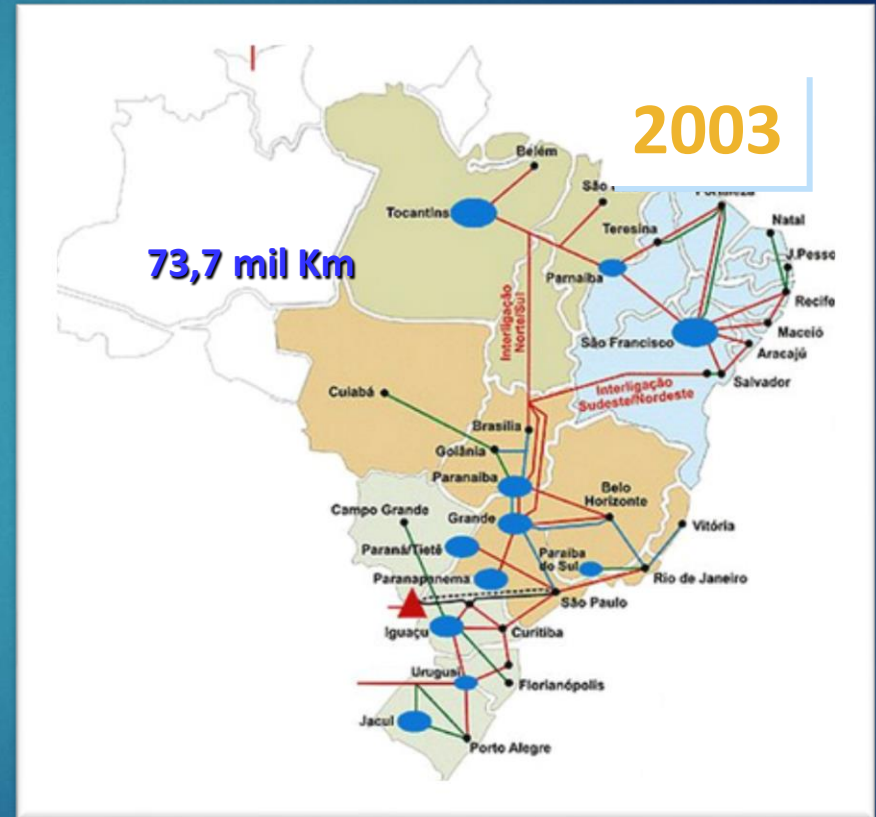 2003
Belém
São
Fortaleza
Tocantins
Natal
Teresina
J.Pesso
73,7 mil Km
Parnaíba
Recife
Interligação
Norte/Sul
São Francisco
Maceió
Aracajú
Salvador
Interligação
Sudeste/Nordeste
Cuiabá
Brasília
Goiânia
Paranaíba
Belo
Horizonte
Campo Grande
Grande
Vitória
Paraná/Tietê
Paraíba
do Sul
Paranapanema
Rio de Janeiro
São Paulo
Iguaçu
Curitiba
Uruguai
Florianópolis
Jacuí
Porto Alegre